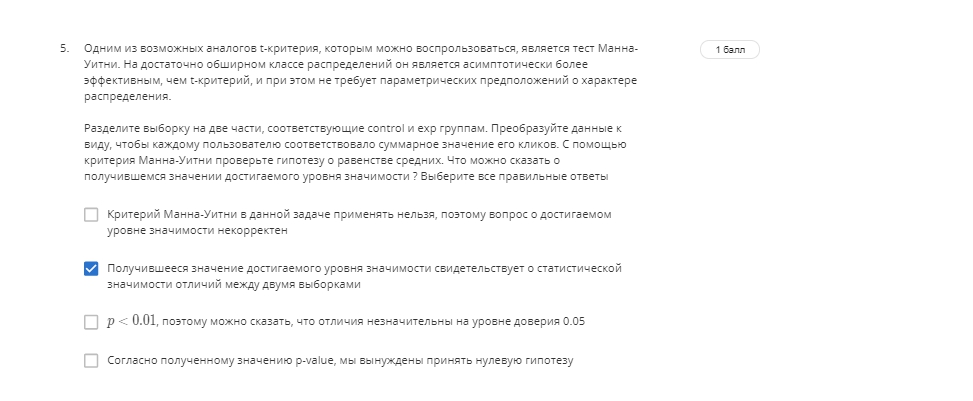 5. Одним из возможных аналогов t-критерия, которым можно воспрользоваться, является тест Манна-
1 балл
Уитни. На достаточно обширном классе распределений он является асимптотически более
эффективным, чем t-критерий, и при этом не требует параметрических предположений о характере
распределения.
Разделите выборку на две части, соответствующие control и exp группам. Преобразуйте данные к
виду, чтобы каждому пользователю соответствовало суммарное значение его кликов. С помощью
критерия Манна-Уитни проверьте гипотезу о равенстве средних. Что можно сказать о
получившемся значении достигаемого уровня значимости ? Выберите все правильные ответы
Критерий Манна-Уитни в данной задаче применять нельзя, поэтому вопрос о достигаемом
уровне значимости некорректен
Получившееся значение достигаемого уровня значимости свидетельствует о статистической
значимости отличий между двумя выборками
p < 0.01, поэтому можно сказать, что отличия незначительны на уровне доверия 0.05
Согласно полученному значению p-value, мы вынуждены принять нулевую гипотезу